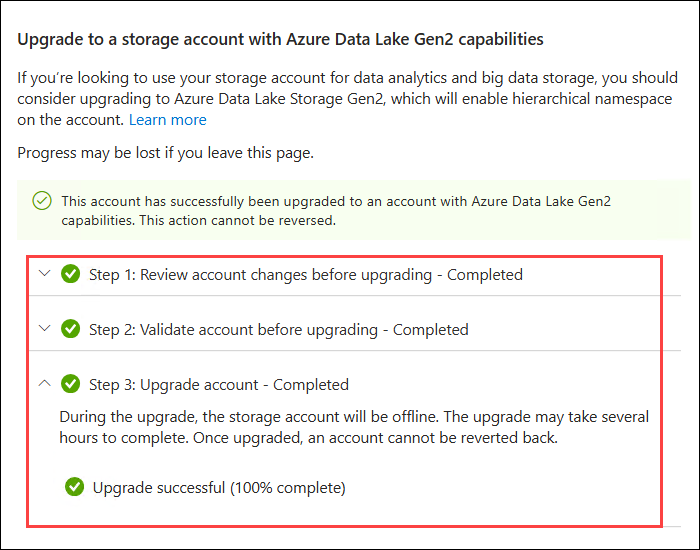 Upgrade to a storage account with Azure Data Lake Gen2 capabilities
If you’re looking to use your storage account for data analytics and big data storage, you should
consider upgrading to Azure Data Lake Storage Gen2, which will enable hierarchical namespace
on the account. Learn more
Progress may be lost if you leave this page.
This account has successfully been upgraded to an account with Azure Data Lake Gen2
capabilities. This action cannot be reversed.
Step 1: Review account changes before upgrading - Completed
Step 2: Validate account before upgrading - Completed
Step 3: Upgrade account - Completed
During the upgrade, the storage account will be offline. The upgrade may take several
hours to complete. Once upgraded, an account cannot be reverted back.
Upgrade successful (100% complete)